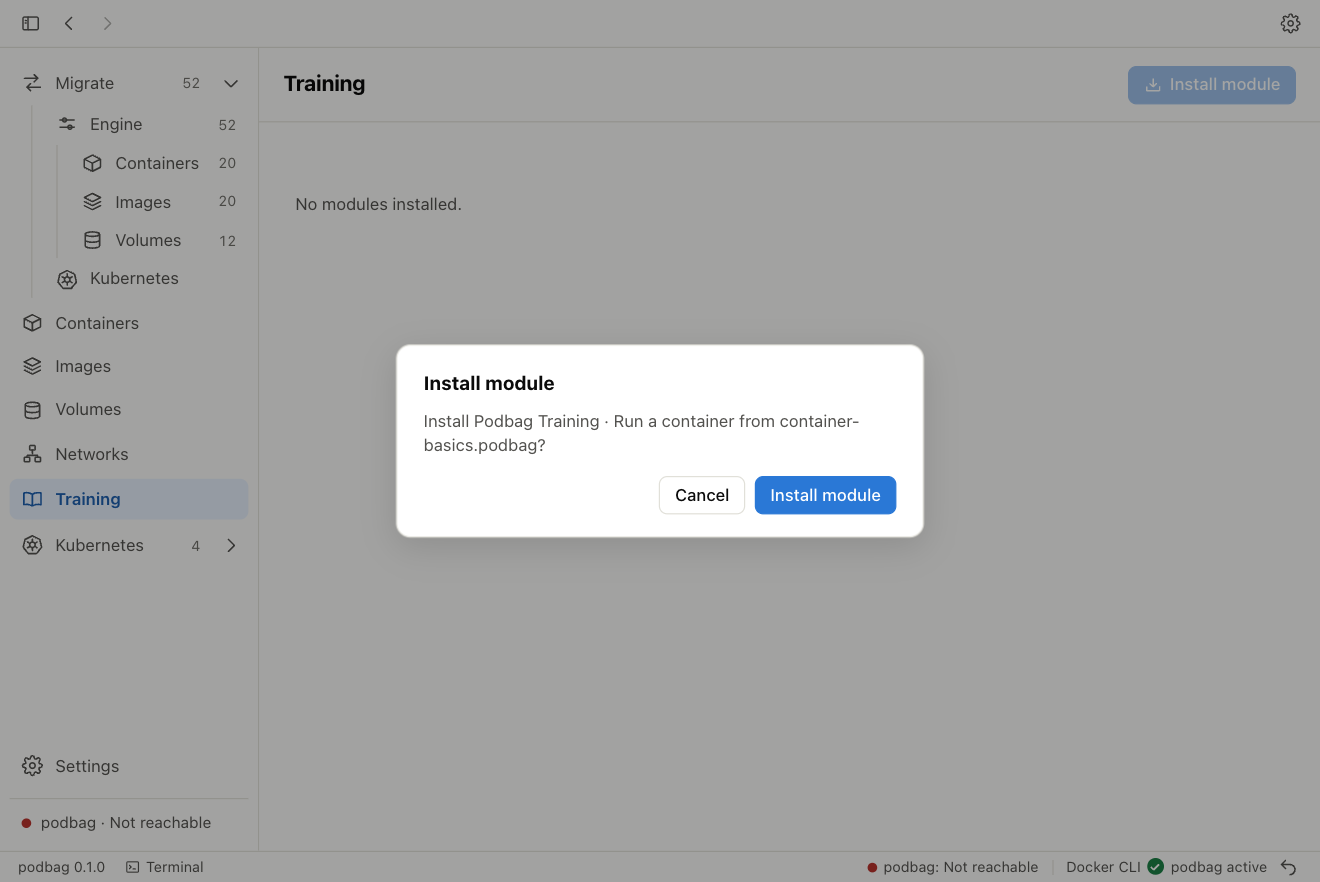 Migrate 52
Engine 52
Containers 20
Images 20
Volumes 12
Kubernetes
Containers
Images
Volumes
Networks
Training
Kubernetes 4
Settings
podbag · Not reachable
Training
Install module
No modules installed.
Install module
Install Podbag Training · Run a container from container-
basics.podbag?
Cancel
Install module
podbag 0.1.0
Terminal
podbag: Not reachable
Docker CLI
podbag active